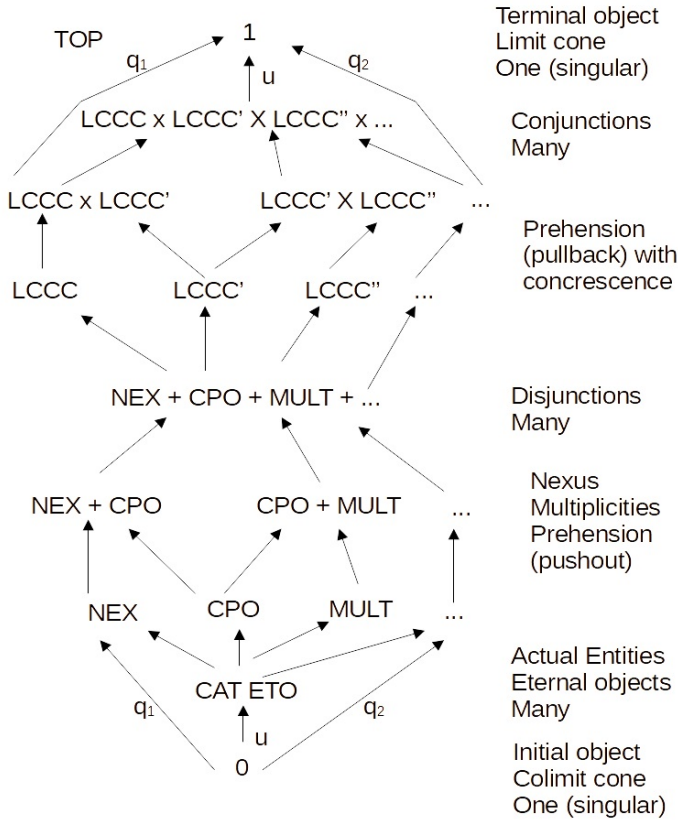 TOP
1
q1
u
q2
Terminal object
Limit cone
One (singular)
LCCC x LCCC' X LCCC" x ...
Conjunctions
Many
LCCC x LCCC'
LCCC' X LCCC"
...
Prehension
(pullback) with
concrescence
LCCC
LCCC'
LCCC"
...
NEX + CPO + MULT + ...
Disjunctions
Many
NEX + CPO
CPO + MULT
...
Nexus
Multiplicities
Prehension
(pushout)
NEX
CPO
MULT
...
CAT ETO
Actual Entities
Eternal objects
Many
q1
u
q2
0
Initial object
Colimit cone
One (singular)